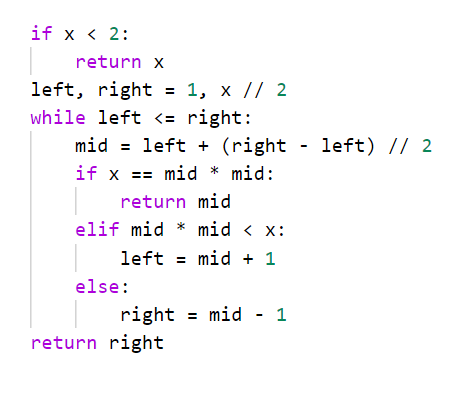 if x < 2:
    return x
left, right = 1, x // 2
while left <= right:
    mid = left + (right - left) // 2
    if x == mid * mid:
        return mid
    elif mid * mid < x:
        left = mid + 1
    else:
        right = mid - 1
return right